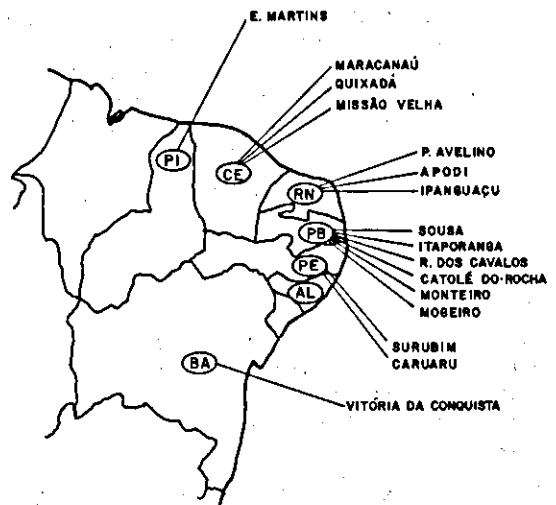 E. MARTINS
MARACANAÚ
QUIXADÁ
MISSÃO VELHA
PI
CE
P. AVELINO
APODI
IPANGUAÇU
RN
SOUSA
ITAPORANGA
R. DOS CAVALOS
CATOLÉ DO-ROCHA
MONTEIRO
MOGEIRO
PB
PE
AL
SURUBIM
CARUARU
BA
VITÓRIA DA CONQUISTA